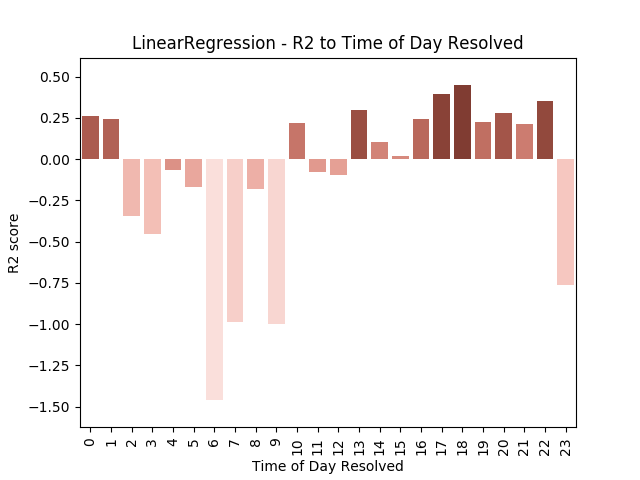 LinearRegression - R2 to Time of Day Resolved
0.50
0.25
0.00
−0.25
−0.50
−0.75
−1.00
−1.25
−1.50
R2 score
0 1 2 3 4 5 6 7 8 9 10 11 12 13 14 15 16 17 18 19 20 21 22 23
Time of Day Resolved